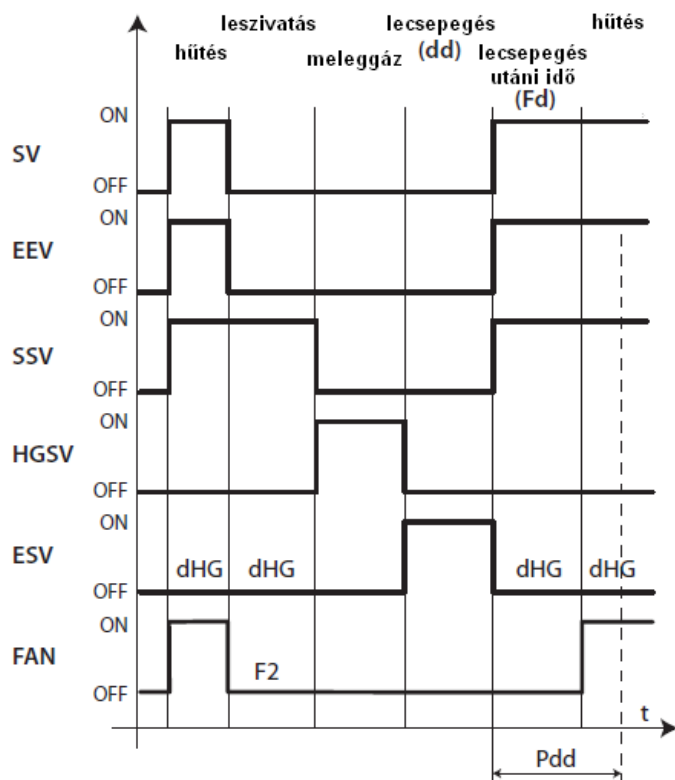 hűtés
leszivatás
meleggáz
lecsepegés
(dd)
lecsepegés
utáni idő
(Fd)
hűtés
SV
ON
OFF
EEV
ON
OFF
SSV
ON
OFF
HGSV
ON
OFF
ESV
ON
OFF
dHG
dHG
dHG
dHG
FAN
ON
OFF
F2
t
Pdd